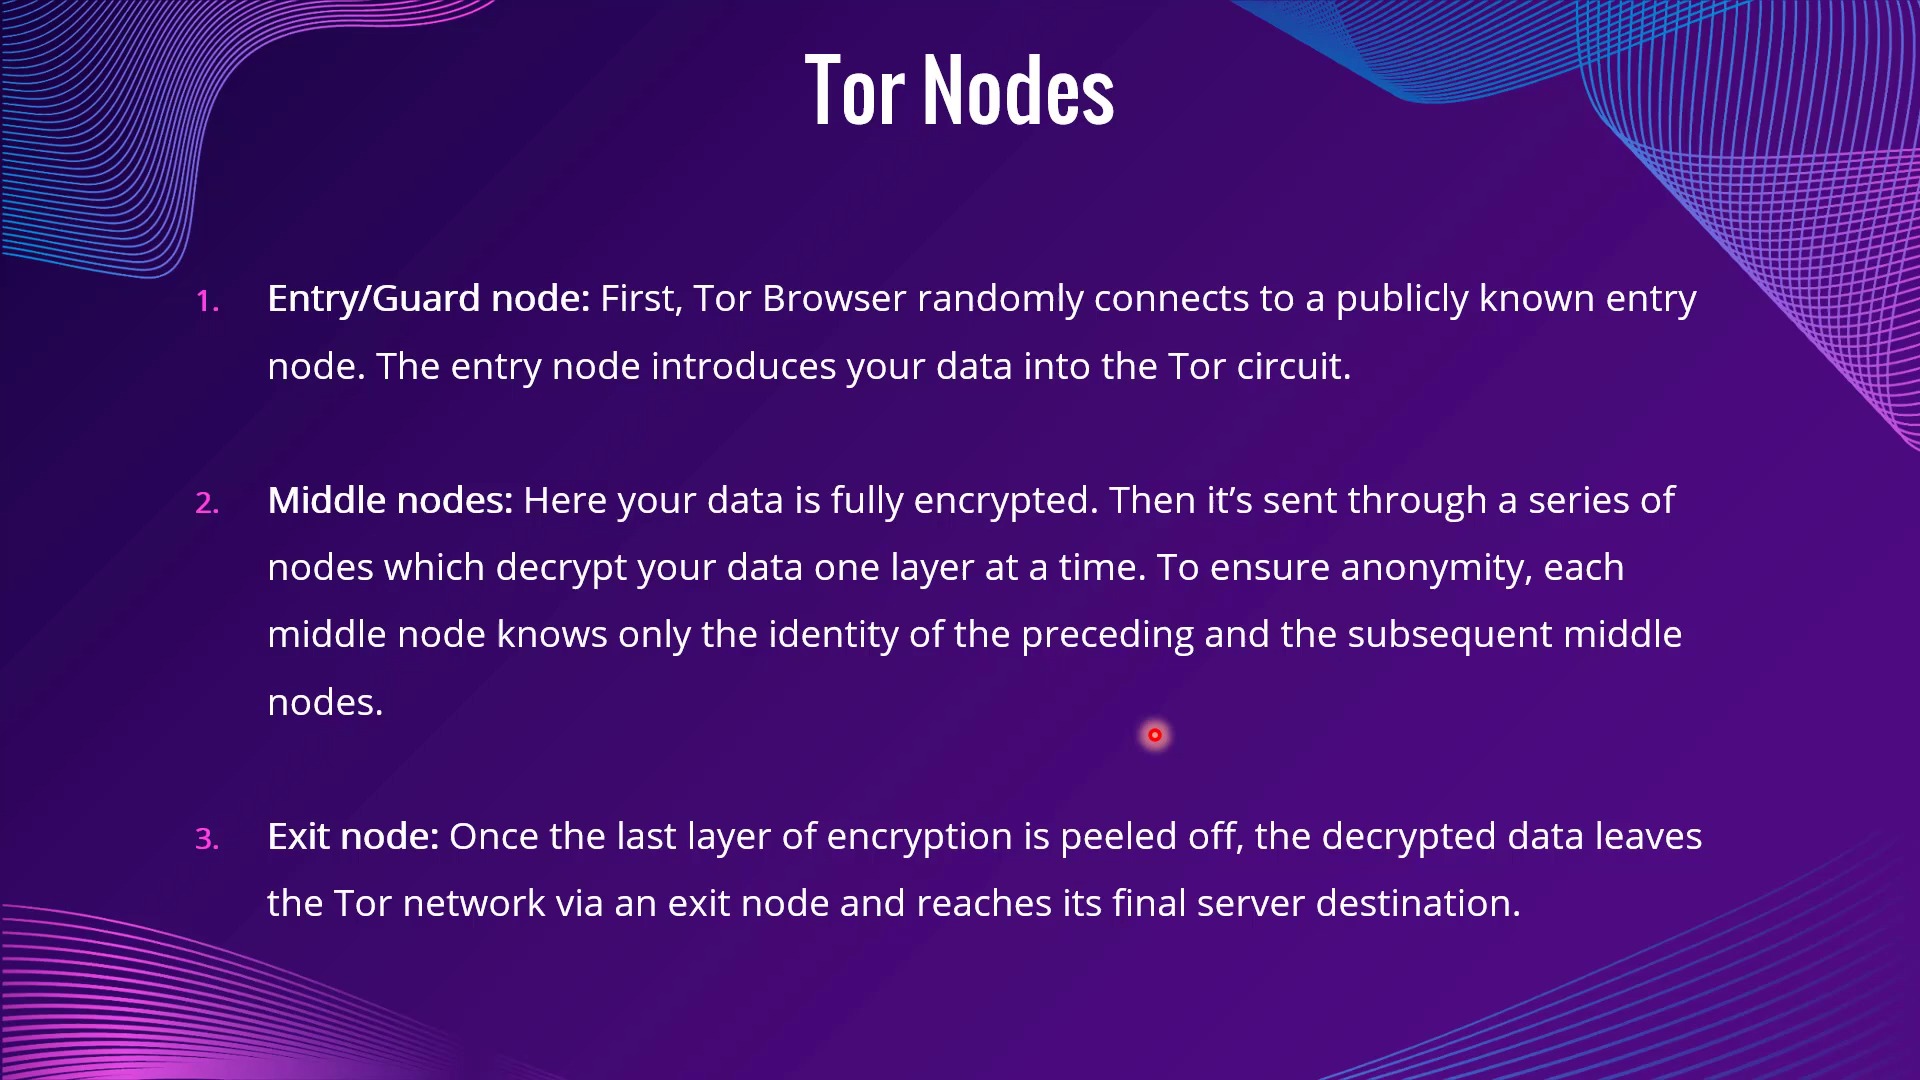 Tor Nodes
1. Entry/Guard node: First, Tor Browser randomly connects to a publicly known entry
node. The entry node introduces your data into the Tor circuit.
2. Middle nodes: Here your data is fully encrypted. Then it’s sent through a series of
nodes which decrypt your data one layer at a time. To ensure anonymity, each
middle node knows only the identity of the preceding and the subsequent middle
nodes.
3. Exit node: Once the last layer of encryption is peeled off, the decrypted data leaves
the Tor network via an exit node and reaches its final server destination.